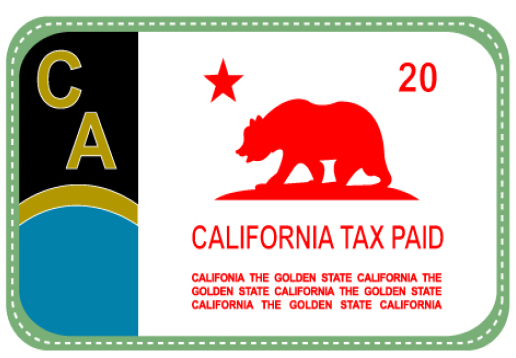 C
A
20
CALIFORNIA TAX PAID
CALIFONIA THE GOLDEN STATE CALIFORNIA THE
GOLDEN STATE CALIFORNIA THE GOLDEN STATE
CALIFORNIA THE GOLDEN STATE CALIFORNIA